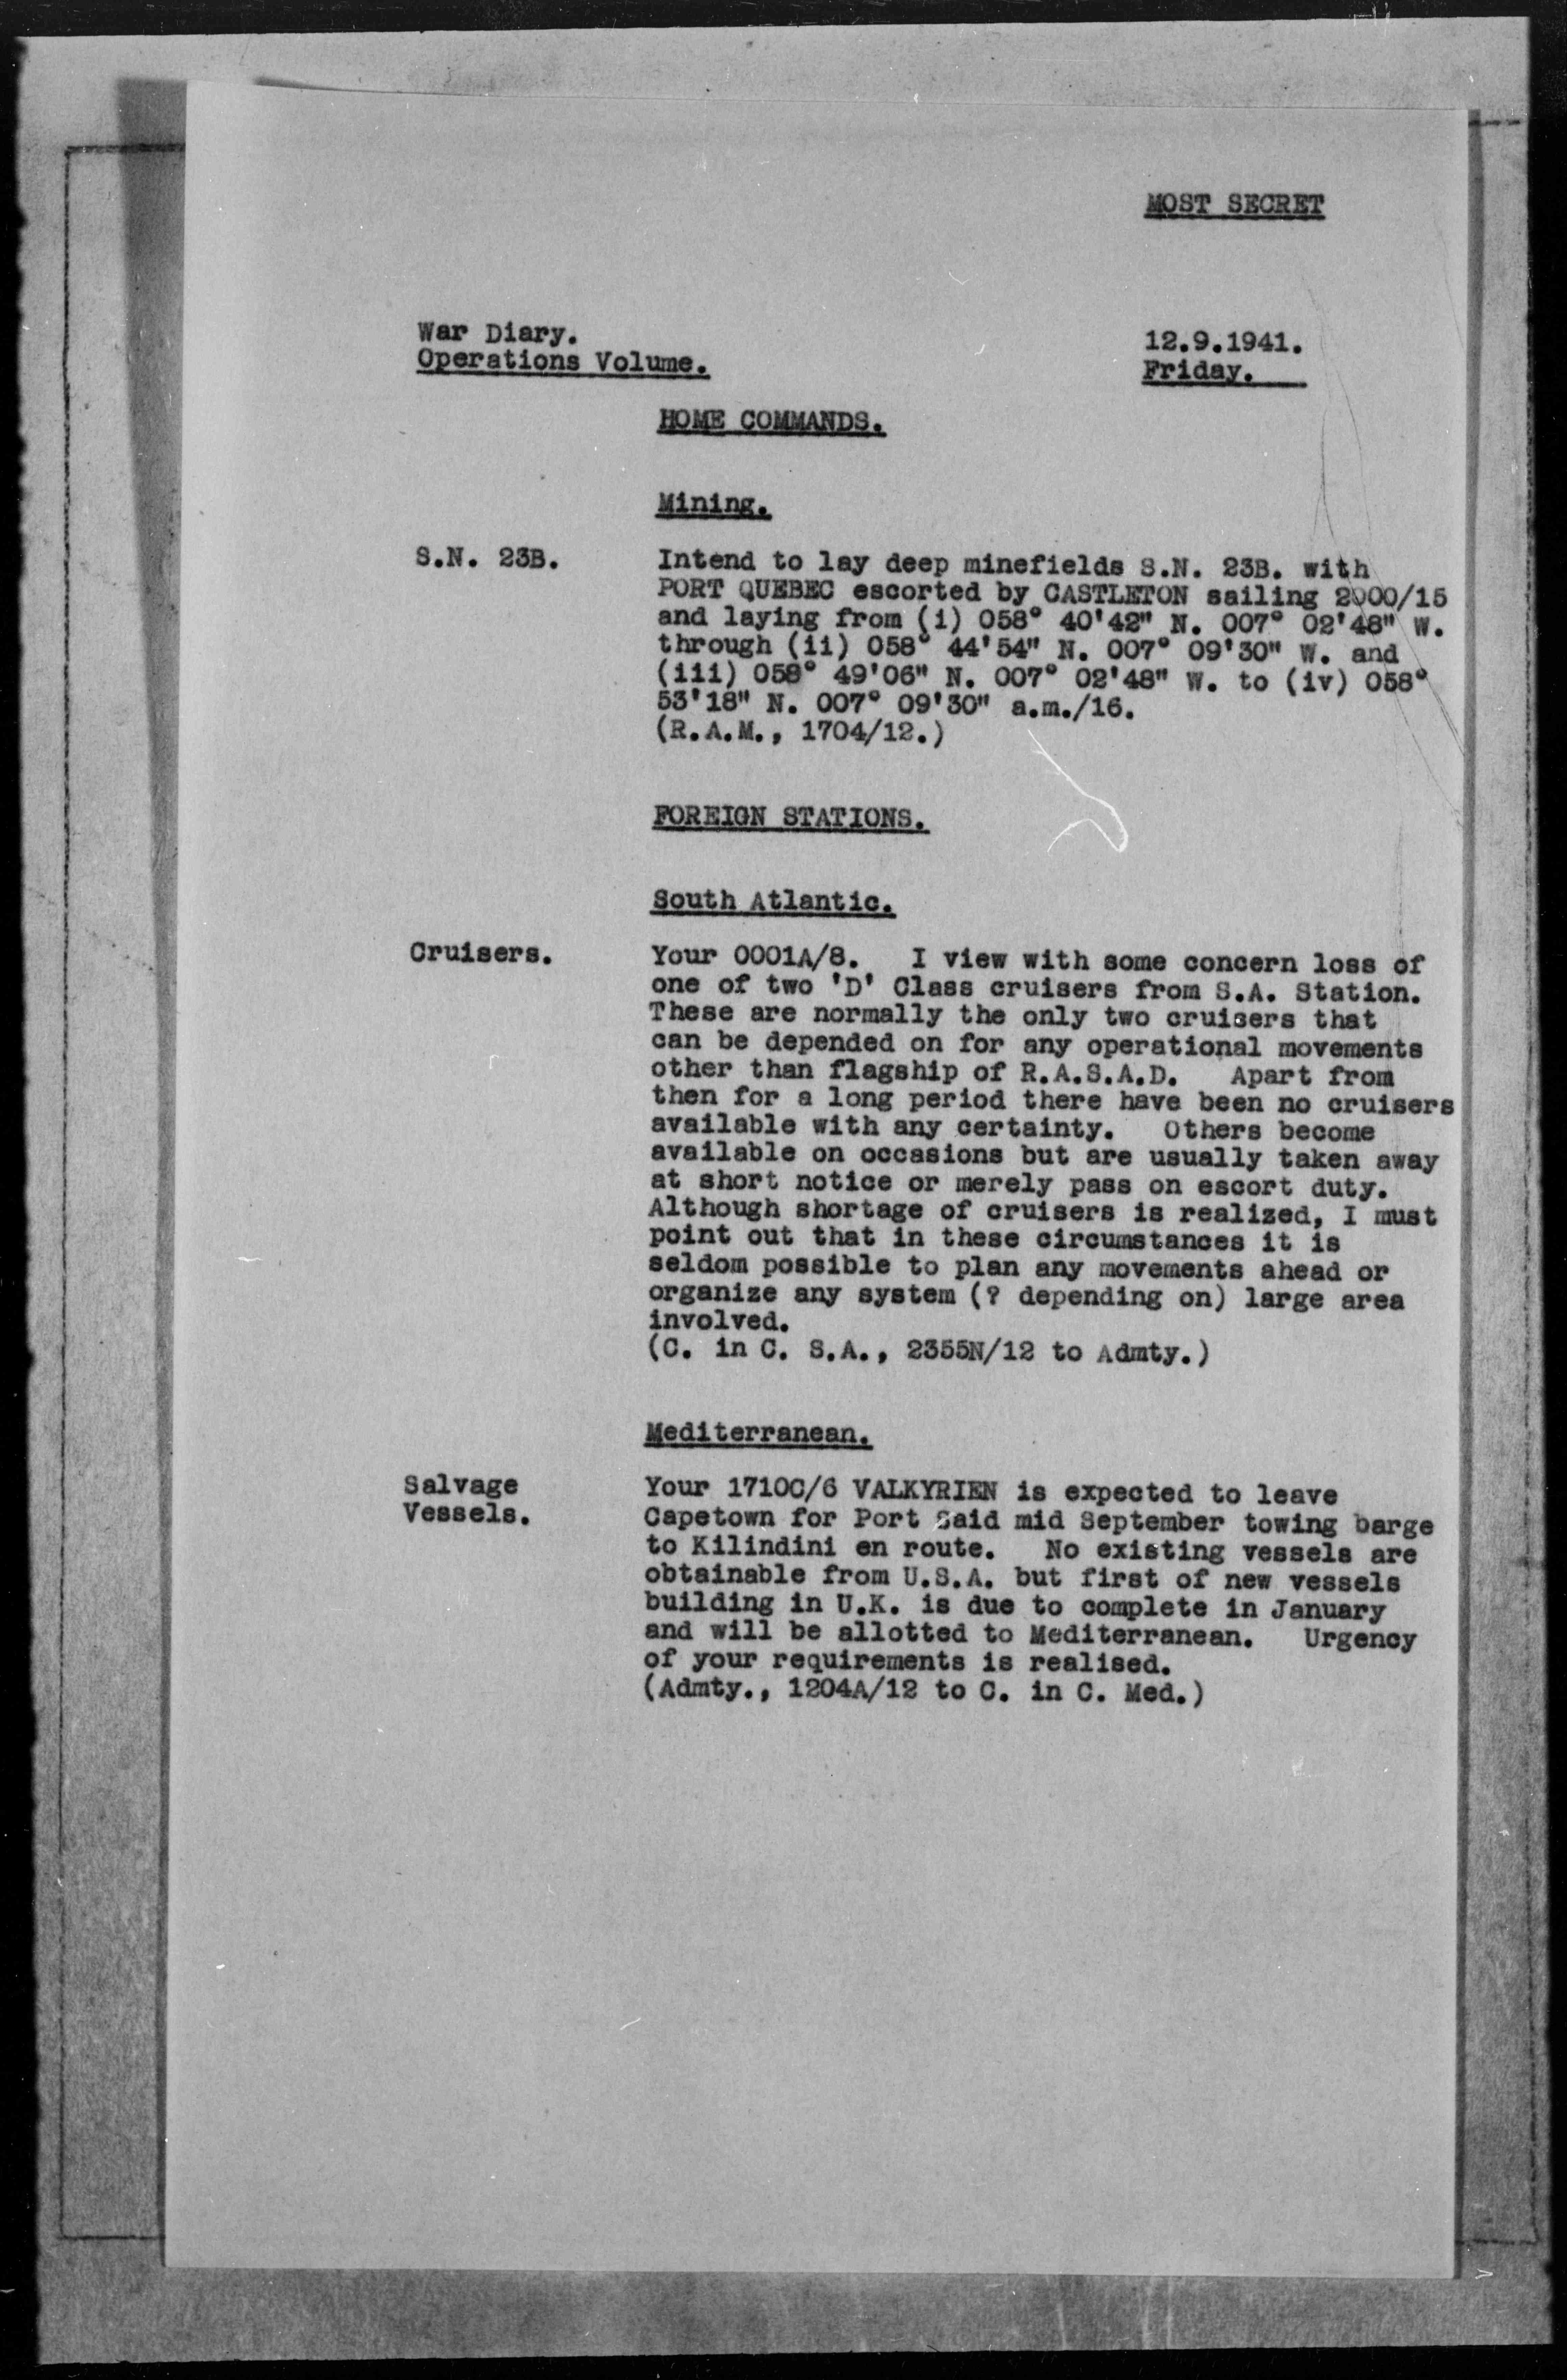 MOST SECRET
War Diary.
Operations Volume.
12.9.1941.
Friday.
HOME COMMANDS.
Mining.
S.N. 23B.
Intend to lay deep minefields S.N. 23B. with
PORT QUEBEC escorted by CASTLETON sailing 2000/15
and laying from (i) 058° 40'42" N. 007° 02'48" W.
through (ii) 058° 44'54" N. 007° 09'30" W. and
(iii) 058° 49'06" N. 007° 02'48" W. to (iv) 058°
53'18" N. 007° 09'30" a.m./16.
(R.A.M., 1704/12.)
FOREIGN STATIONS.
South Atlantic.
Cruisers.
Your 0001A/8. I view with some concern loss of
one of two 'D' Class cruisers from S.A. Station.
These are normally the only two cruisers that
can be depended on for any operational movements
other than flagship of R.A.S.A.D. Apart from
then for a long period there have been no cruisers
available with any certainty. Others become
available on occasions but are usually taken away
at short notice or merely pass on escort duty.
Although shortage of cruisers is realized, I must
point out that in these circumstances it is
seldom possible to plan any movements ahead or
organize any system (? depending on) large area
involved.
(C. in C. S.A., 2355N/12 to Admty.)
Mediterranean.
Salvage
Vessels.
Your 1710C/6 VALKYRIEN is expected to leave
Capetown for Port Said mid September towing barge
to Kilindini en route. No existing vessels are
obtainable from U.S.A. but first of new vessels
building in U.K. is due to complete in January
and will be allotted to Mediterranean. Urgency
of your requirements is realised.
(Admty., 1204A/12 to C. in C. Med.)